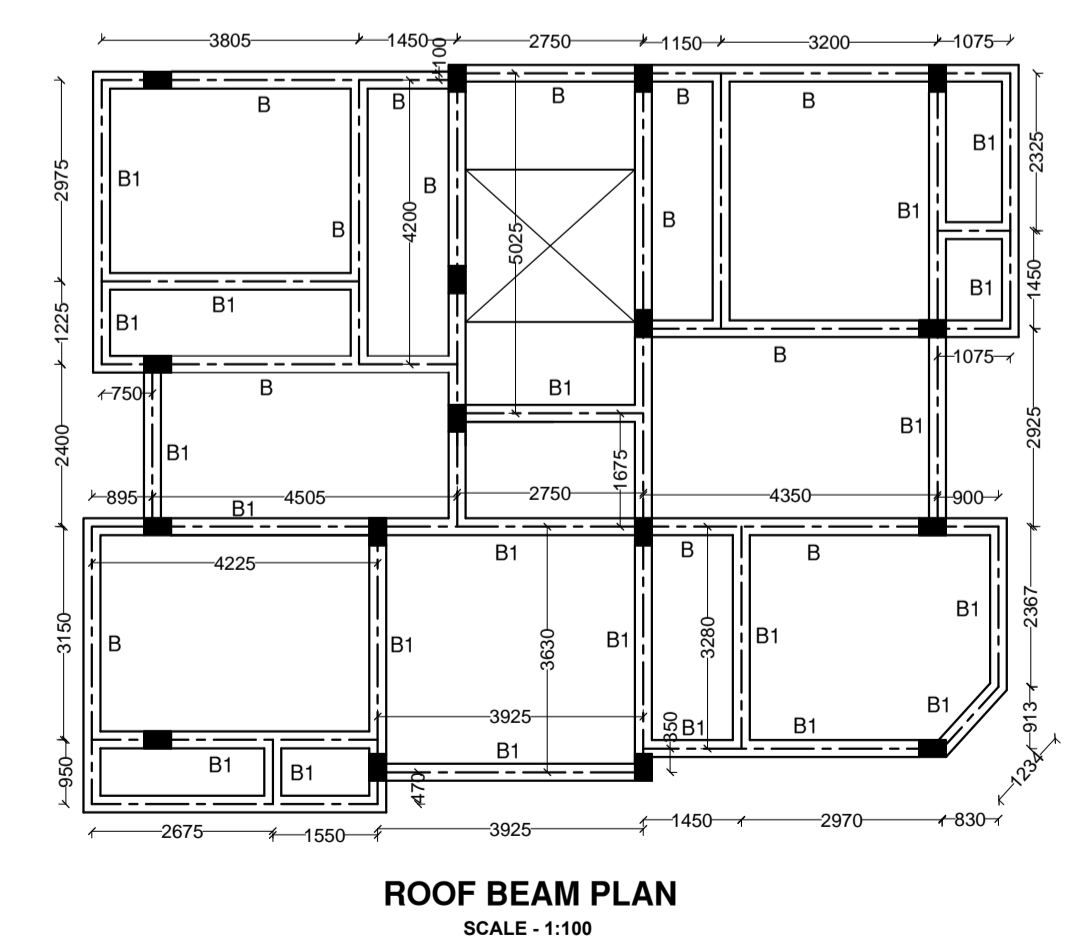 3805 1450 2750 1150 3200 1075
100
B B B B B
B1
2325
2975
B1
B
B1
4200
B
5025
B
B
1450
B1
B1
1225
B1
B
1075
750
B
B1
2925
B1
2400
B1
1675
895 4505 2750 4350 900
B1
B1 B B
4225
2367
B1
3150
B
B1
3630
B1
3280
B1
3925
B1
913
350
B1
B1
B1
950
B1
B1
470
1234
2675 1550 3925 1450 2970 830
ROOF BEAM PLAN
SCALE - 1:100